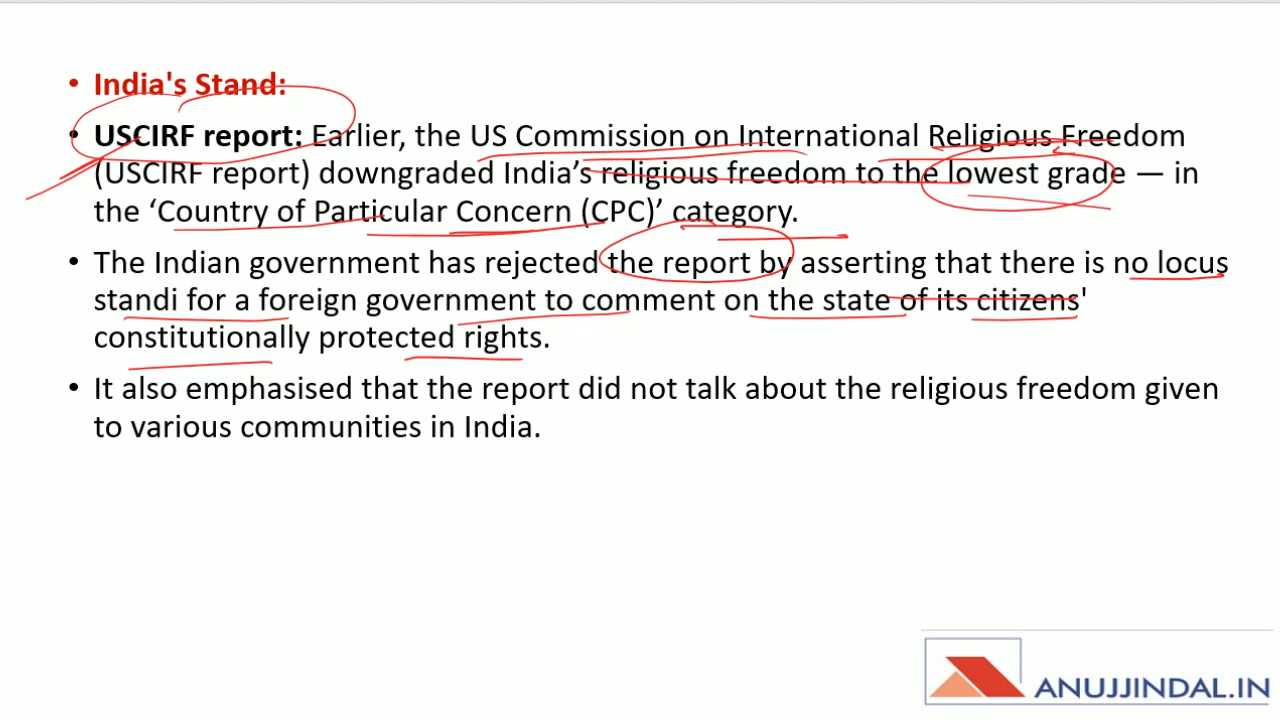 • India's Stand:
• USCIRF report: Earlier, the US Commission on International Religious Freedom
(USCIRF report) downgraded India’s religious freedom to the lowest grade — in
the ‘Country of Particular Concern (CPC)’ category.
• The Indian government has rejected the report by asserting that there is no locus
standi for a foreign government to comment on the state of its citizens'
constitutionally protected rights.
• It also emphasised that the report did not talk about the religious freedom given
to various communities in India.
ANUJJINDAL.IN